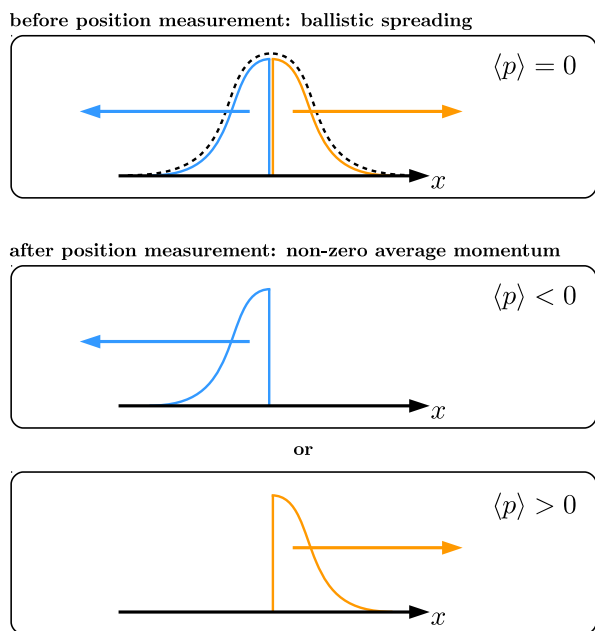 before position measurement: ballistic spreading
⟨p⟩ = 0
x
after position measurement: non-zero average momentum
⟨p⟩ < 0
x
or
⟨p⟩ > 0
x